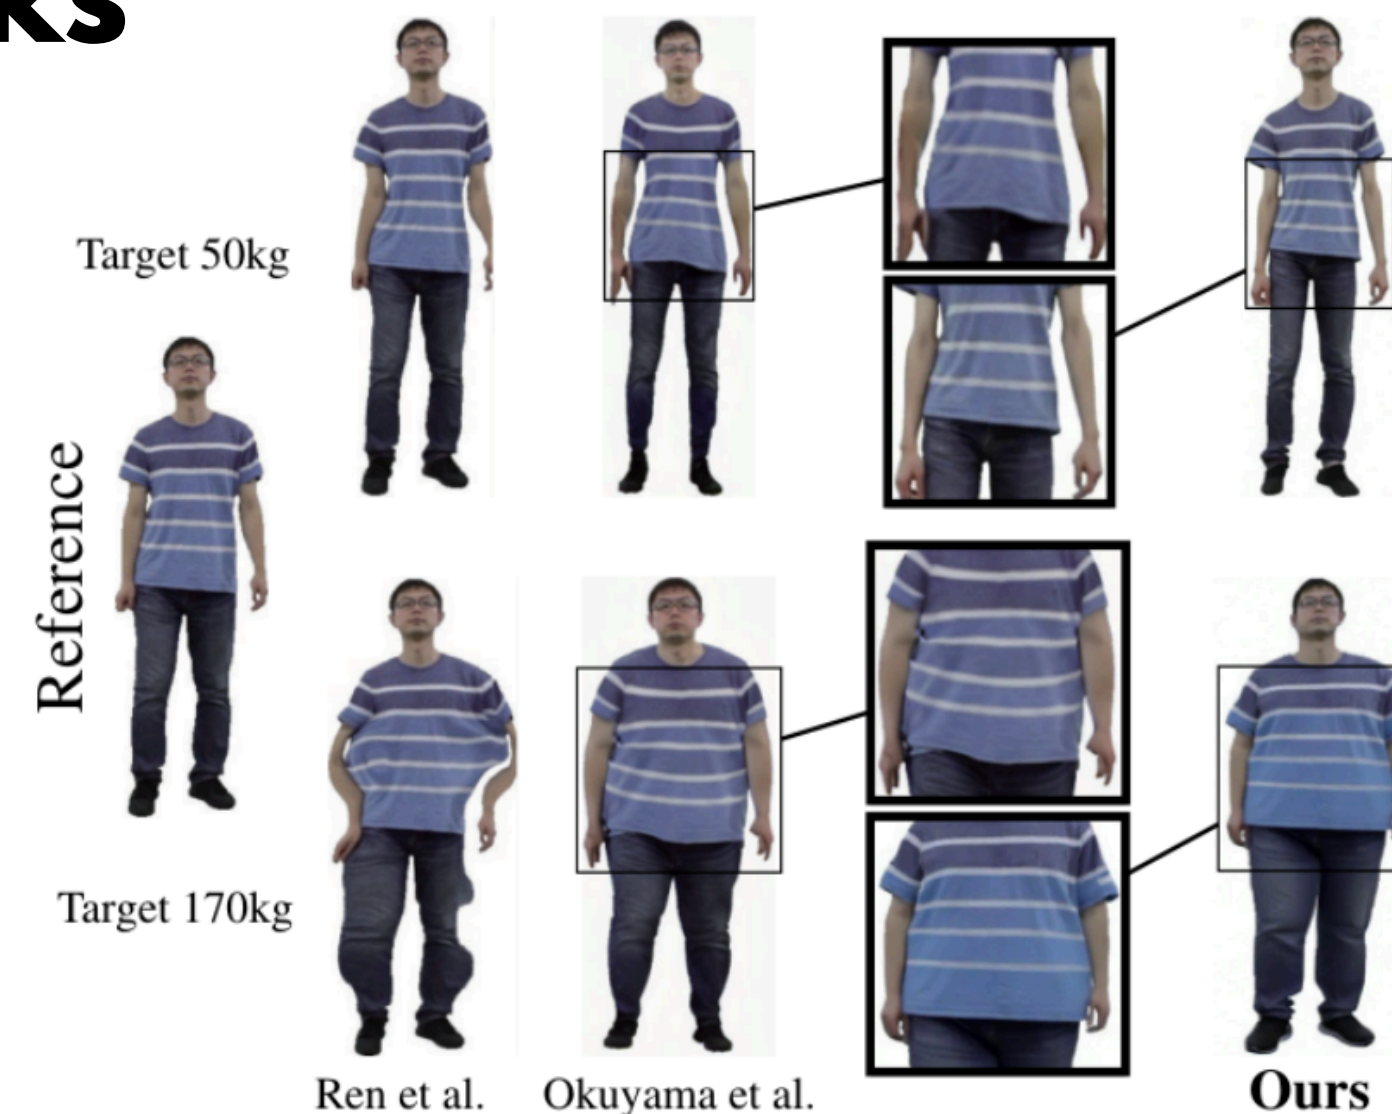 Target 50kg
Reference
Target 170kg
Ren et al.
Okuyama et al.
Ours